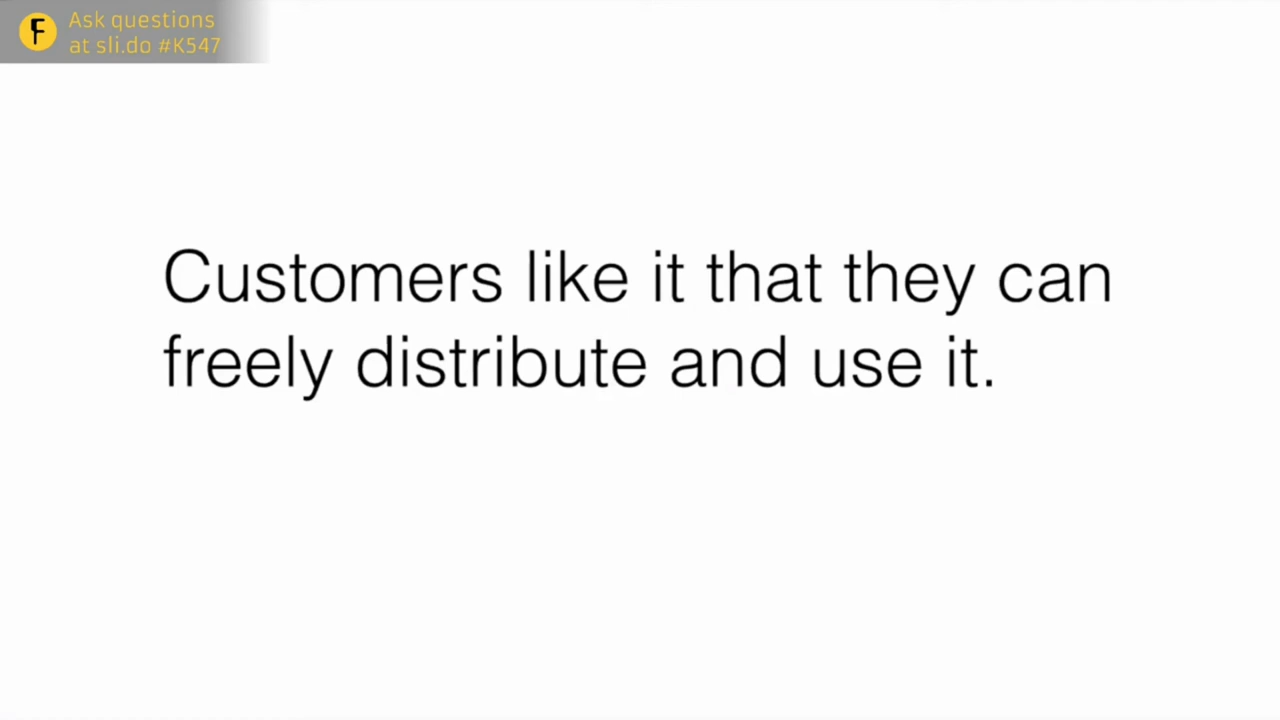 F
Ask questions
at sli.do #K547
Customers like it that they can
freely distribute and use it.